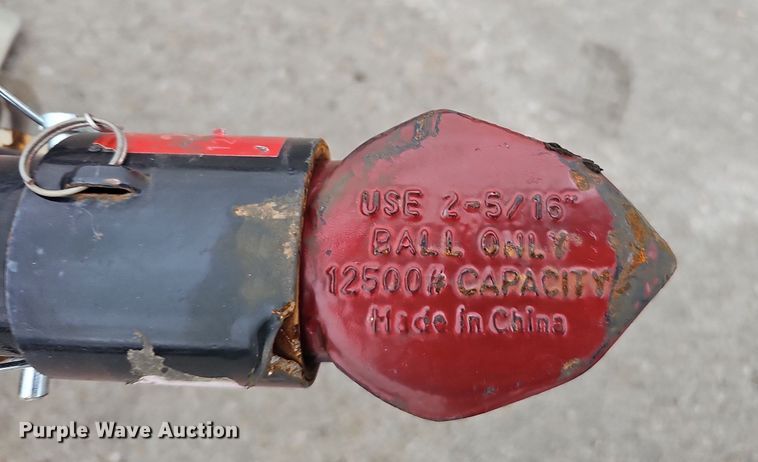 USE 2-5/16"
BALL ONLY
12500# CAPACITY
Made in China
Purple Wave Auction